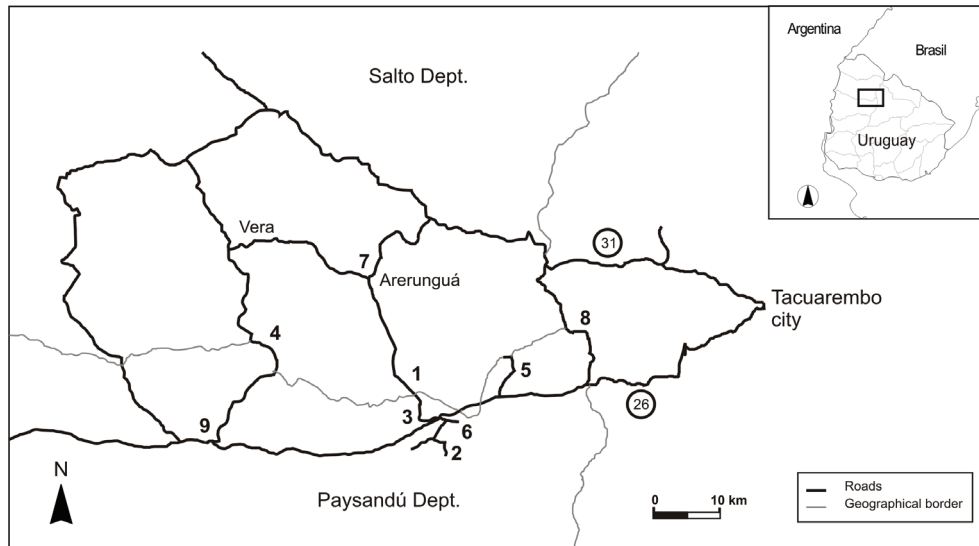 Argentina
Brasil
Uruguay
Salto Dept.
Vera
7
Arerunguá
31
Tacuarembo
city
4
8
1
5
3
6
26
9
2
N
Paysandú Dept.
0 10 km
Roads
Geographical border